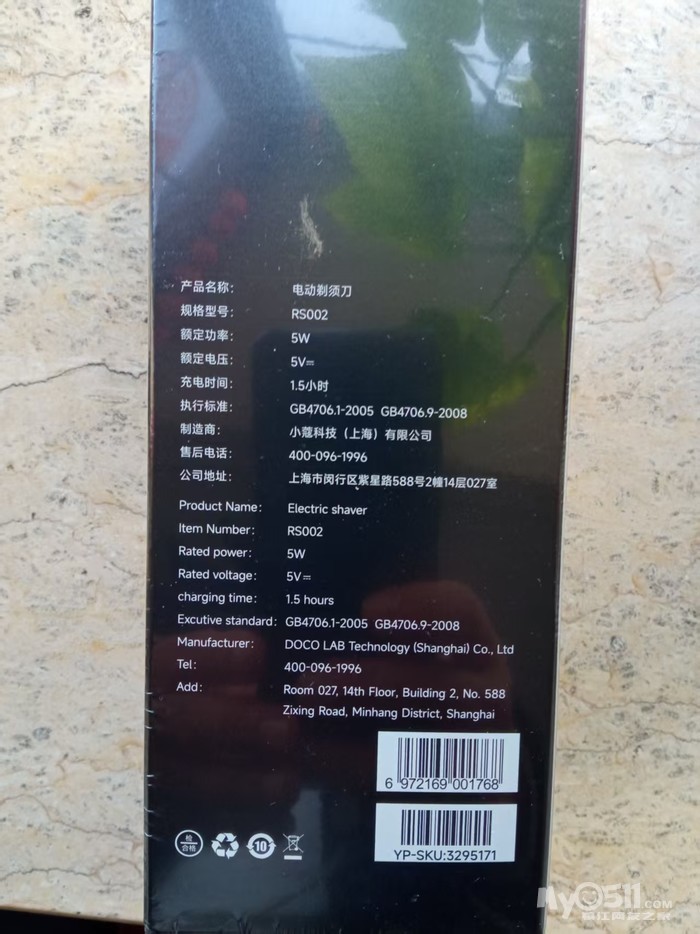 产品名称： 电动剃须刀
规格型号： RS002
额定功率： 5W
额定电压： 5V⎓
充电时间： 1.5小时
执行标准： GB4706.1-2005 GB4706.9-2008
制造商： 小蔻科技（上海）有限公司
售后电话： 400-096-1996
公司地址： 上海市闵行区紫星路588号2幢14层027室
Product Name: Electric shaver
Item Number: RS002
Rated power: 5W
Rated voltage: 5V⎓
charging time: 1.5 hours
Excutive standard: GB4706.1-2005 GB4706.9-2008
Manufacturer: DOCO LAB Technology (Shanghai) Co., Ltd
Tel: 400-096-1996
Add: Room 027, 14th Floor, Building 2, No. 588
Zixing Road, Minhang District, Shanghai
6 972169 001768
YP-SKU:3295171
检
合格
10
My0511.COM